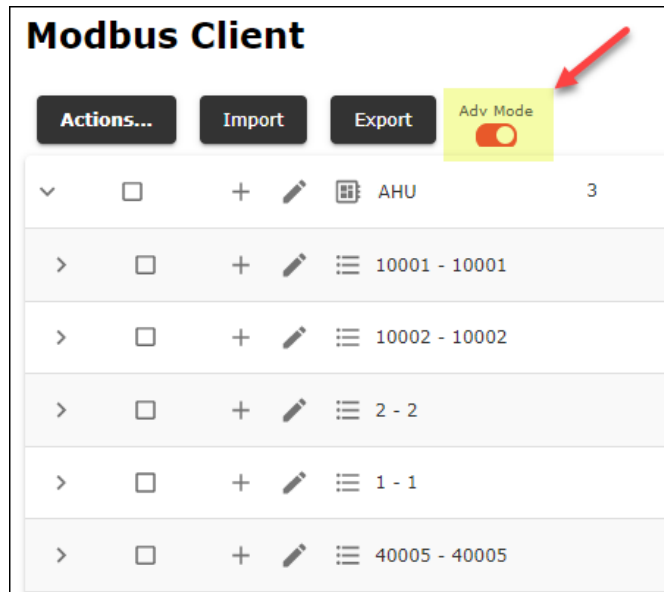 Modbus Client
Actions... Import Export Adv Mode
AHU 3
10001 - 10001
10002 - 10002
2 - 2
1 - 1
40005 - 40005